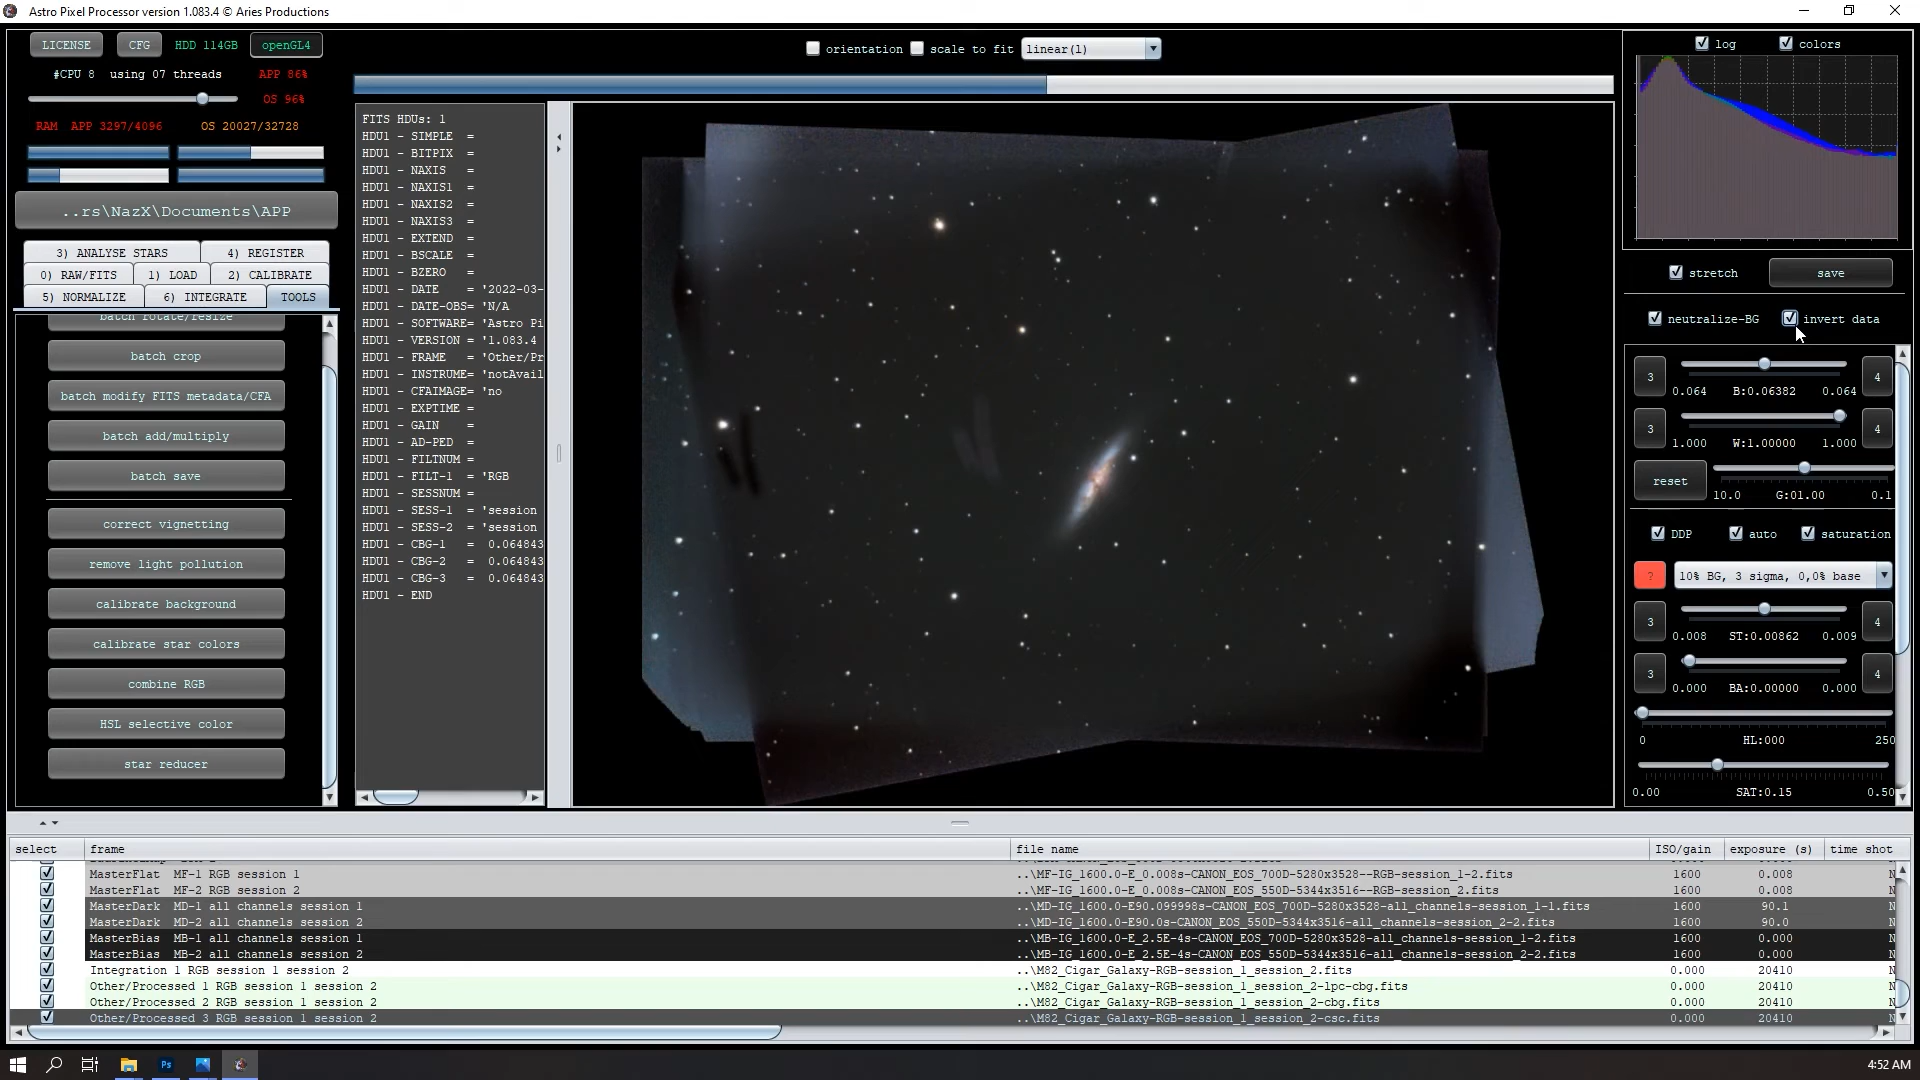 Astro Pixel Processor version 1.083.4 © Aries Productions
LICENSE CFG HDD 114GB openGL4
#CPU 8 using 07 threads APP 86%
OS 96%
RAM APP 3297/4096 OS 20027/32728
..rs\NazX\Documents\APP
3) ANALYSE STARS 4) REGISTER
0) RAW/FITS 1) LOAD 2) CALIBRATE
5) NORMALIZE 6) INTEGRATE TOOLS
batch rotate/resize
batch crop
batch modify FITS metadata/CFA
batch add/multiply
batch save
correct vignetting
remove light pollution
calibrate background
calibrate star colors
combine RGB
HSL selective color
star reducer
orientation scale to fit linear(l)
FITS HDUs: 1
HDU1 - SIMPLE =
HDU1 - BITPIX =
HDU1 - NAXIS =
HDU1 - NAXIS1 =
HDU1 - NAXIS2 =
HDU1 - NAXIS3 =
HDU1 - EXTEND =
HDU1 - BSCALE =
HDU1 - BZERO =
HDU1 - DATE = '2022-03-
HDU1 - DATE-OBS= 'N/A
HDU1 - SOFTWARE= 'Astro Pi
HDU1 - VERSION = '1.083.4
HDU1 - FRAME = 'Other/Pr
HDU1 - INSTRUME= 'notAvail
HDU1 - CFAIMAGE= 'no
HDU1 - EXPTIME =
HDU1 - GAIN =
HDU1 - AD-PED =
HDU1 - FILTNUM =
HDU1 - FILT-1 = 'RGB
HDU1 - SESSNUM =
HDU1 - SESS-1 = 'session
HDU1 - SESS-2 = 'session
HDU1 - CBG-1 = 0.064843
HDU1 - CBG-2 = 0.064843
HDU1 - CBG-3 = 0.064843
HDU1 - END
log colors
stretch save
neutralize-BG invert data
3 4
0.064 B:0.06382 0.064
3 4
1.000 W:1.00000 1.000
reset
10.0 G:01.00 0.1
DDP auto saturation
? 10% BG, 3 sigma, 0,0% base
3 4
0.008 ST:0.00862 0.009
3 4
0.000 BA:0.00000 0.000
0 HL:000 250
0.00 SAT:0.15 0.50
select frame file name ISO/gain exposure (s) time shot
MasterFlat MF-1 RGB session 1 ..\MF-IG_1600.0-E_0.008s-CANON_EOS_700D-5280x3528--RGB-session_1-2.fits 1600 0.008 N
MasterFlat MF-2 RGB session 2 ..\MF-IG_1600.0-E_0.008s-CANON_EOS_550D-5344x3516--RGB-session_2.fits 1600 0.008 N
MasterDark MD-1 all channels session 1 ..\MD-IG_1600.0-E90.099998s-CANON_EOS_700D-5280x3528-all_channels-session_1-1.fits 1600 90.1 N
MasterDark MD-2 all channels session 2 ..\MD-IG_1600.0-E90.0s-CANON_EOS_550D-5344x3516-all_channels-session_2-2.fits 1600 90.0 N
MasterBias MB-1 all channels session 1 ..\MB-IG_1600.0-E_2.5E-4s-CANON_EOS_700D-5280x3528-all_channels-session_1-2.fits 1600 0.000 N
MasterBias MB-2 all channels session 2 ..\MB-IG_1600.0-E_2.5E-4s-CANON_EOS_550D-5344x3516-all_channels-session_2-2.fits 1600 0.000 N
Integration 1 RGB session 1 session 2 ..\M82_Cigar_Galaxy-RGB-session_1_session_2.fits 0.000 20410 N
Other/Processed 1 RGB session 1 session 2 ..\M82_Cigar_Galaxy-RGB-session_1_session_2-lpc-cbg.fits 0.000 20410 N
Other/Processed 2 RGB session 1 session 2 ..\M82_Cigar_Galaxy-RGB-session_1_session_2-cbg.fits 0.000 20410 N
Other/Processed 3 RGB session 1 session 2 ..\M82_Cigar_Galaxy-RGB-session_1_session_2-csc.fits 0.000 20410 N
Ps
4:52 AM